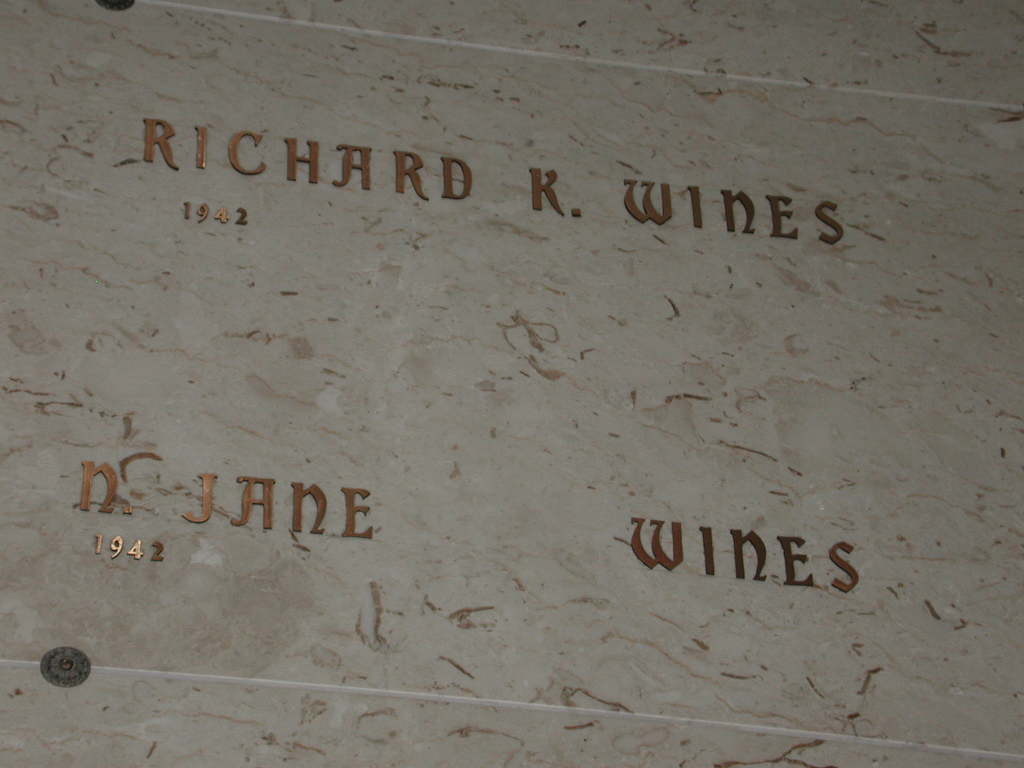 RICHARD K. WINES
1942
N. JANE WINES
1942